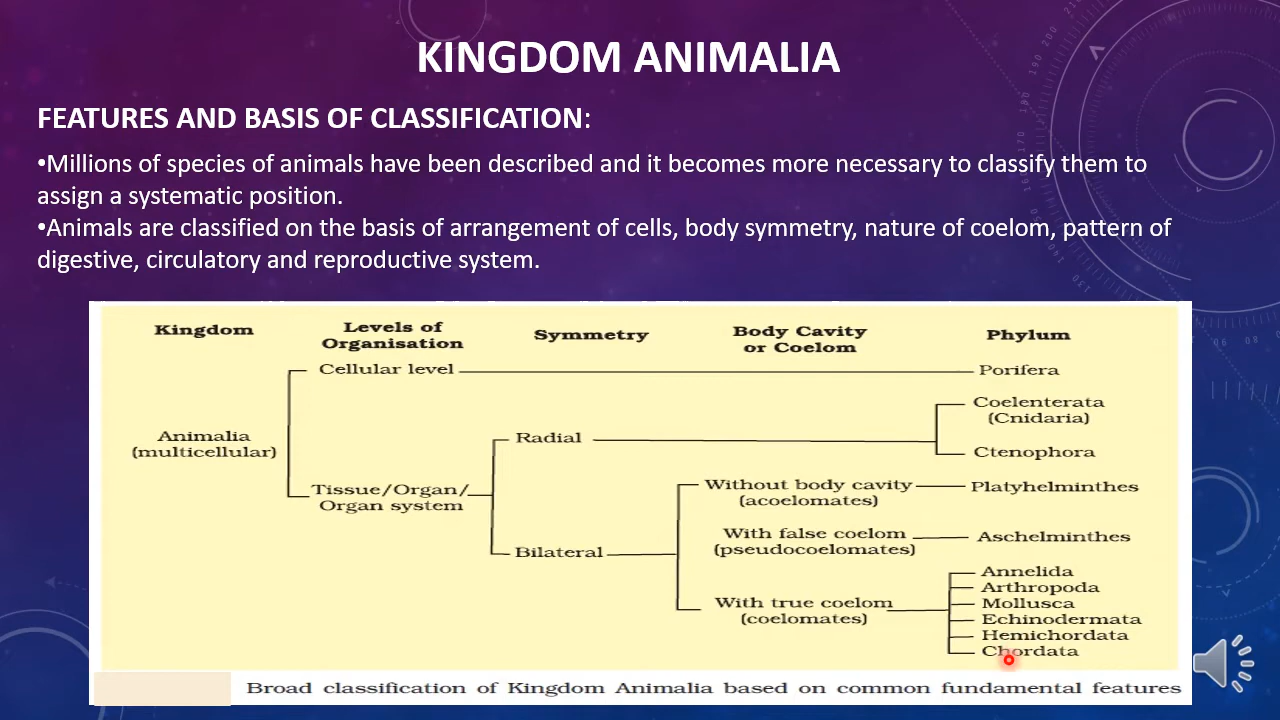 KINGDOM ANIMALIA
FEATURES AND BASIS OF CLASSIFICATION:
•Millions of species of animals have been described and it becomes more necessary to classify them to
assign a systematic position.
•Animals are classified on the basis of arrangement of cells, body symmetry, nature of coelom, pattern of
digestive, circulatory and reproductive system.
Kingdom
Levels of
Organisation
Symmetry
Body Cavity
or Coelom
Phylum
Animalia
(multicellular)
Cellular level
Porifera
Tissue/Organ/
Organ system
Radial
Coelenterata
(Cnidaria)
Ctenophora
Bilateral
Without body cavity
(acoelomates)
Platyhelminthes
With false coelom
(pseudocoelomates)
Aschelminthes
With true coelom
(coelomates)
Annelida
Arthropoda
Mollusca
Echinodermata
Hemichordata
Chordata
Broad classification of Kingdom Animalia based on common fundamental features